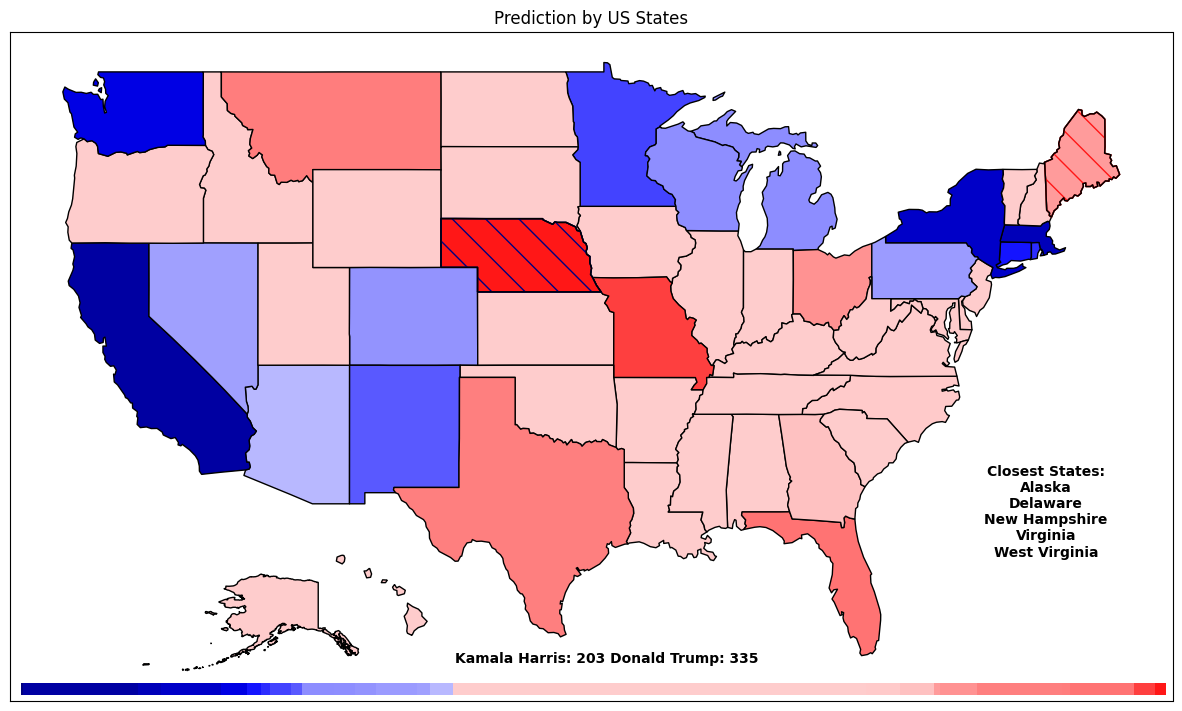 Prediction by US States
Closest States:
Alaska
Delaware
New Hampshire
Virginia
West Virginia
Kamala Harris: 203 Donald Trump: 335